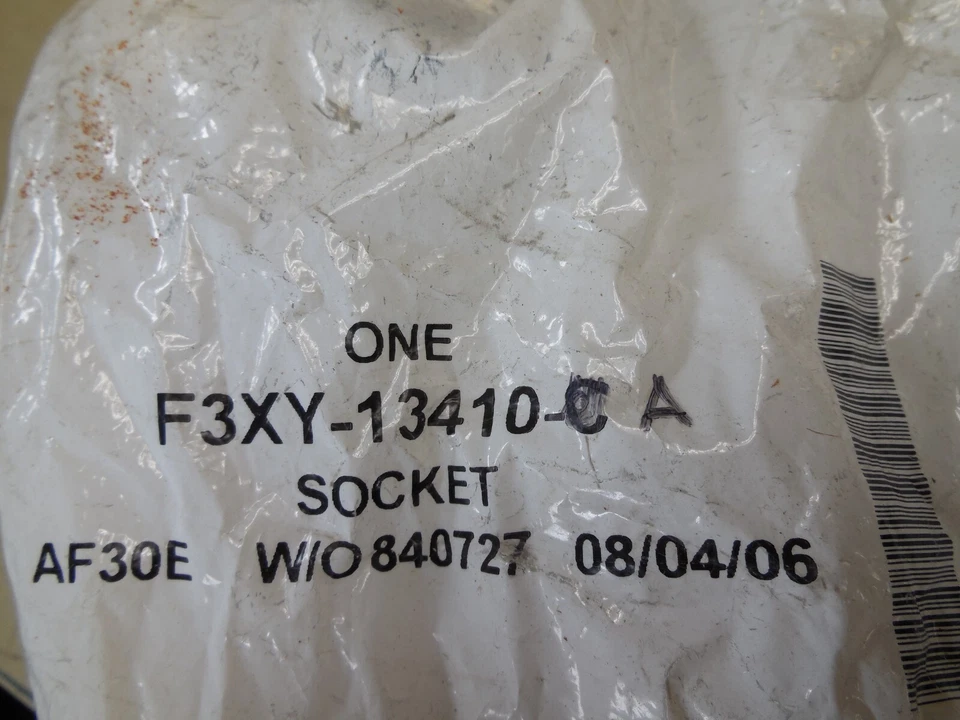 ONE
F3XY-13410- A
SOCKET
AF30E W/O 840727 08/04/06